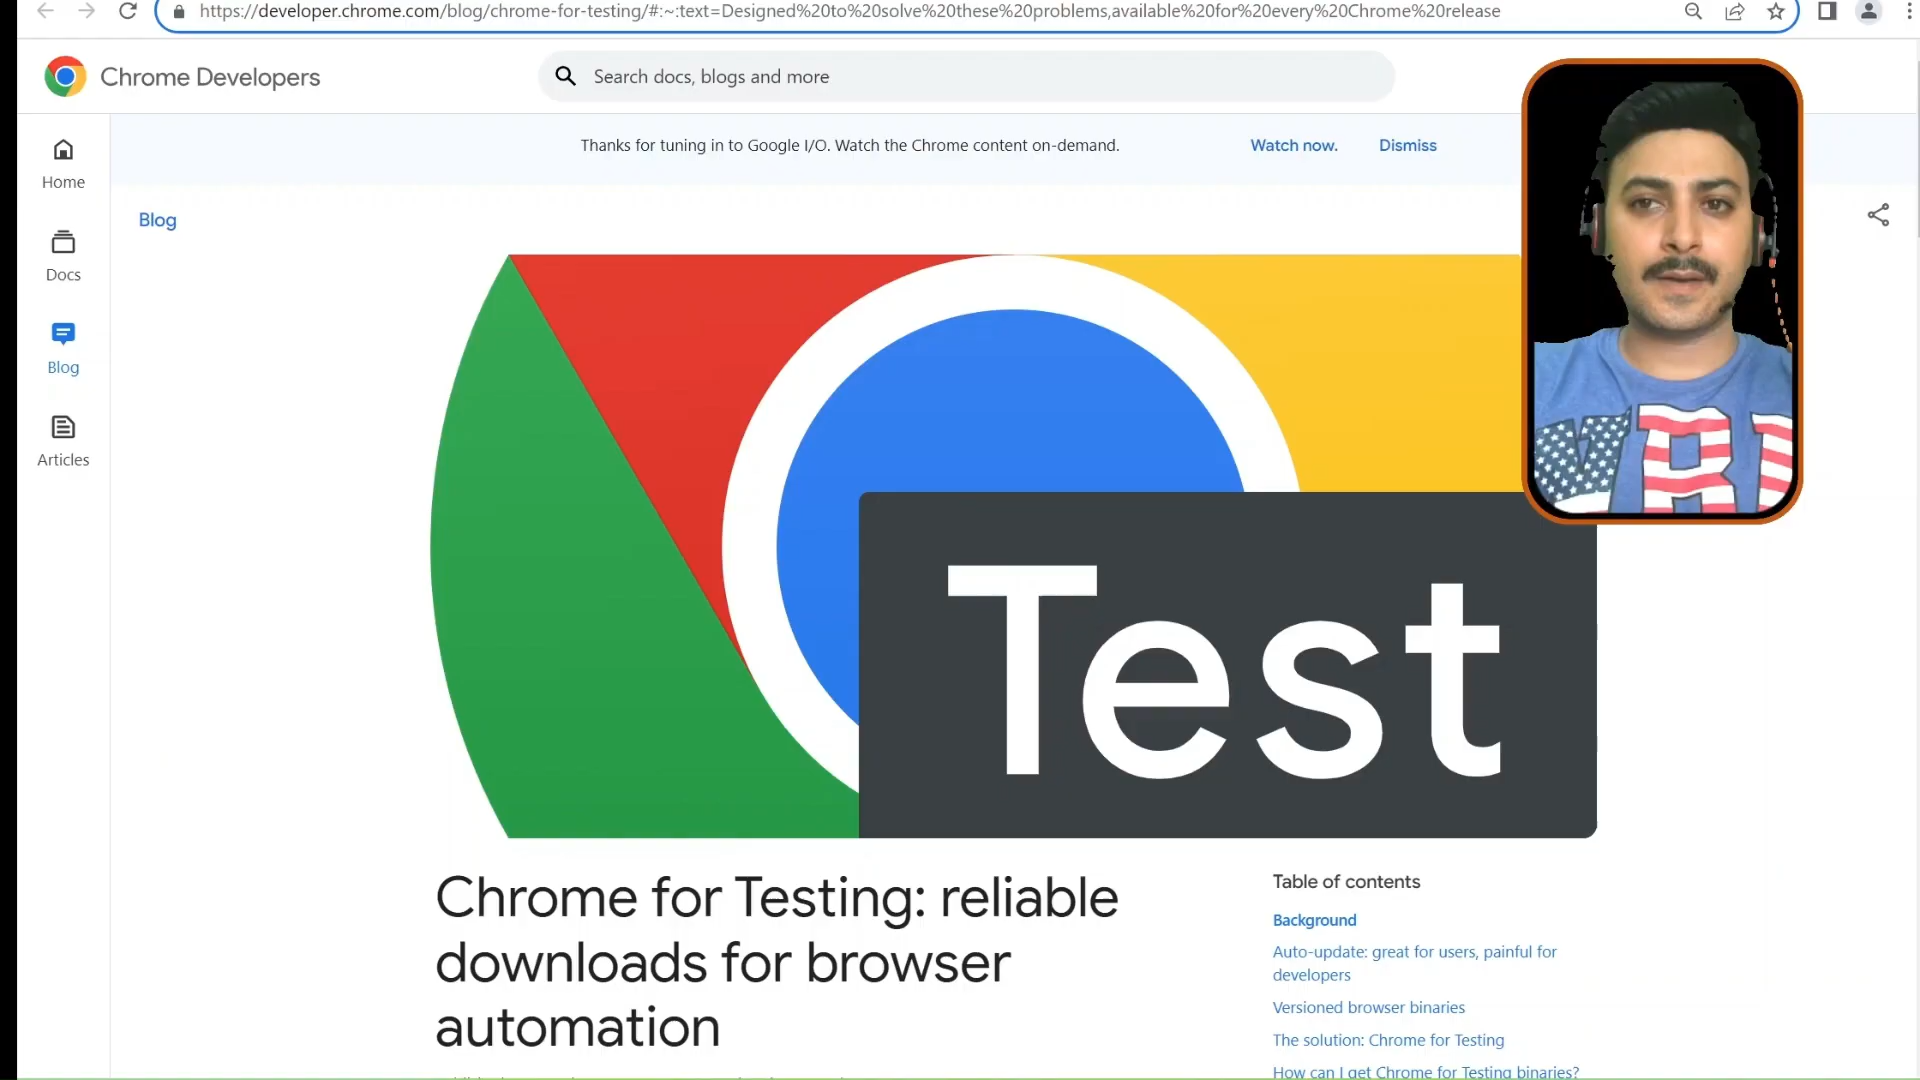 https://developer.chrome.com/blog/chrome-for-testing/#:~:text=Designed%20to%20solve%20these%20problems,available%20for%20every%20Chrome%20release
Chrome Developers
Search docs, blogs and more
Thanks for tuning in to Google I/O. Watch the Chrome content on-demand.
Watch now.
Dismiss
Home
Docs
Blog
Articles
Blog
Test
Chrome for Testing: reliable
downloads for browser
automation
Table of contents
Background
Auto-update: great for users, painful for
developers
Versioned browser binaries
The solution: Chrome for Testing
How can I get Chrome for Testing binaries?